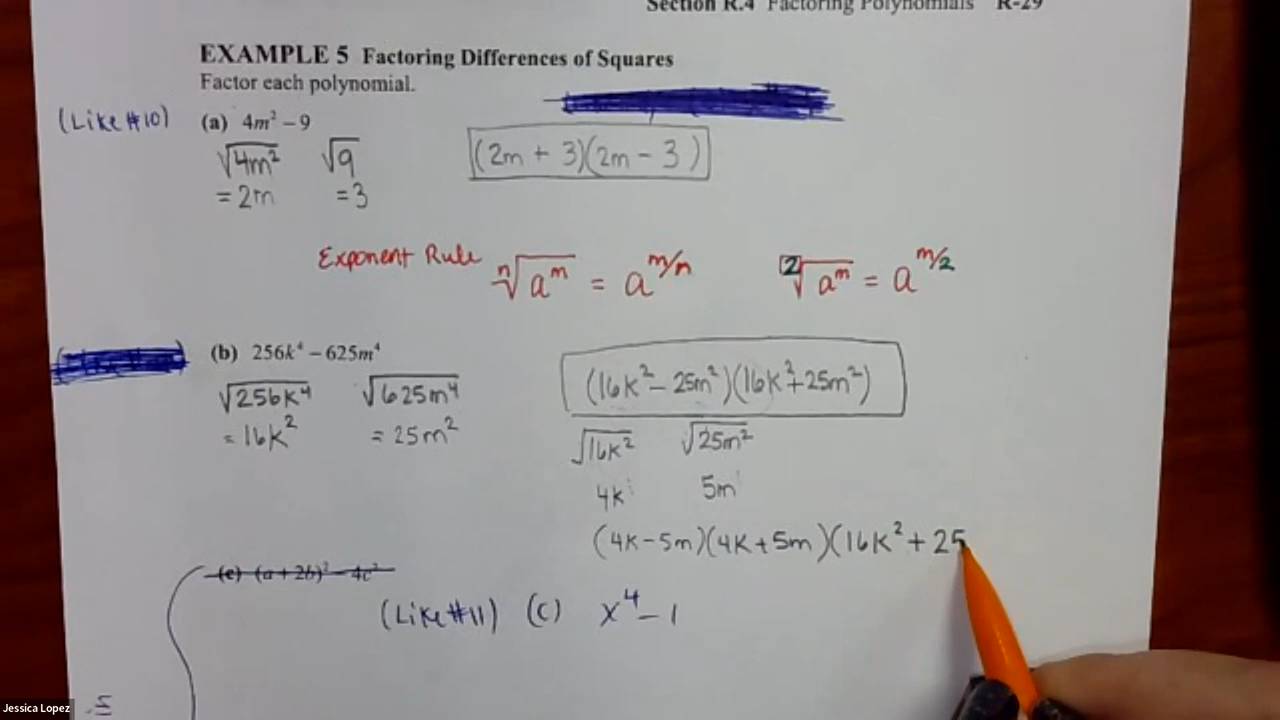 Section R.4 Factoring Polynomials R-29
EXAMPLE 5 Factoring Differences of Squares
Factor each polynomial.
(Like #10) (a) 4m² – 9
√4m² √9 (2m + 3)(2m - 3)
= 2m = 3
Exponent Rule ⁿ√aᵐ = a^m/n ²√aᵐ = a^m/2
(b) 256k⁴ – 625m⁴
√256k⁴ √625m⁴ (16k² - 25m²)(16k² + 25m²)
= 16k² = 25m² √16k² √25m²
4k 5m
(4k - 5m)(4k + 5m)(16k² + 25
(c) (a + 2b)² – 4c²
(Like #11) (c) x⁴ - 1
Jessica Lopez